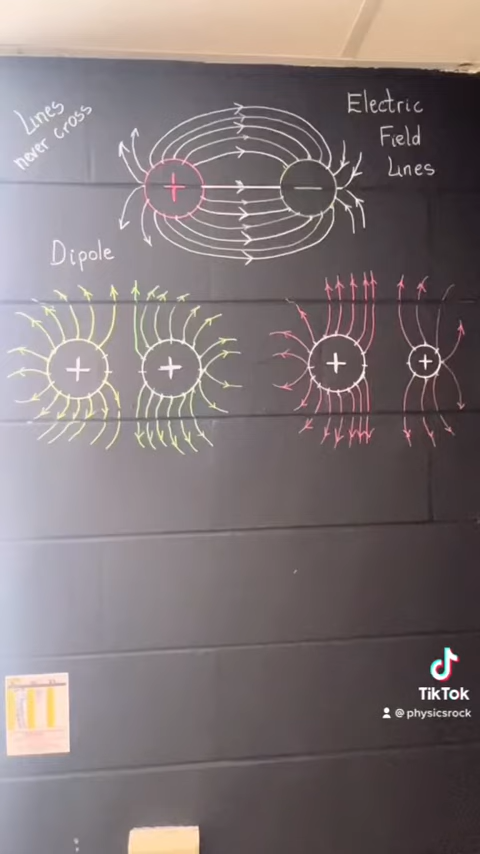 Lines
never cross
Electric
Field
Lines
+
−
Dipole
+
+
+
+
TikTok
@physicsrock